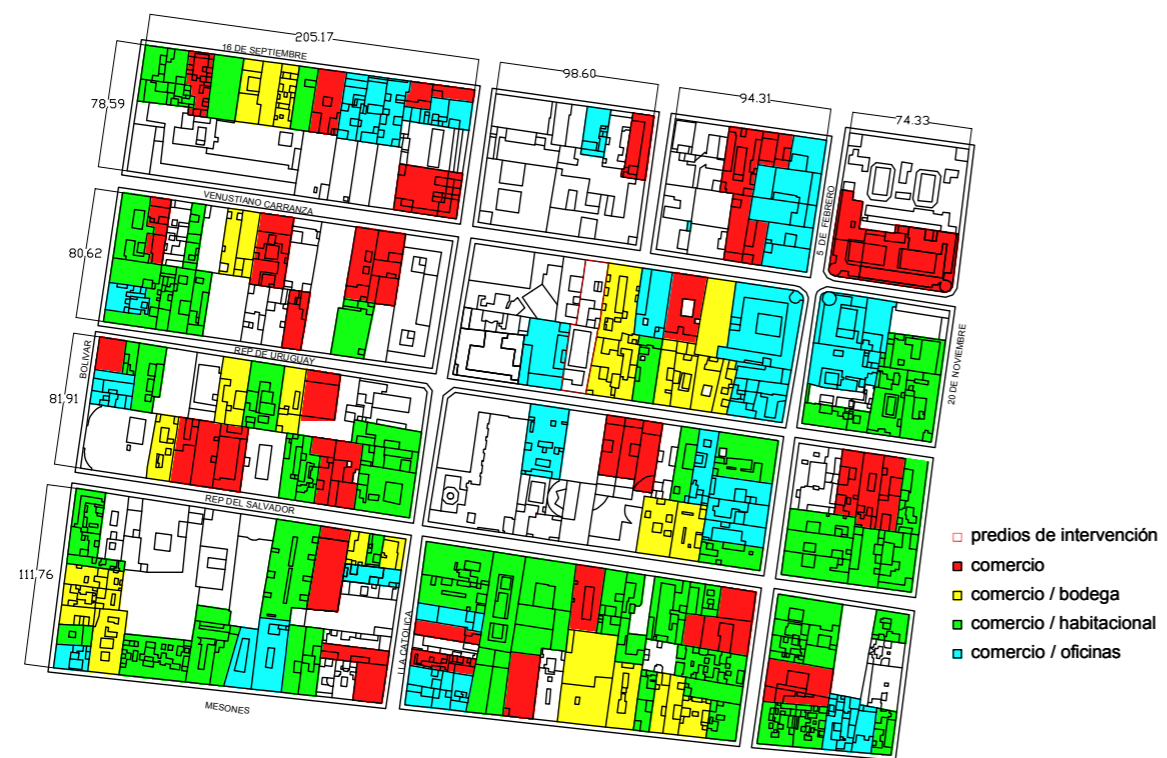 205.17
16 DE SEPTIEMBRE
98.60
94.31
74.33
78,59
VENUSTIANO CARRANZA
5 DE FEBRERO
80,62
BOLIVAR
REP DE URUGUAY
20 DE NOVIEMBRE
81,91
REP DEL SALVADOR
111,76
I LA CATOLICA
MESONES
predios de intervención
comercio
comercio / bodega
comercio / habitacional
comercio / oficinas